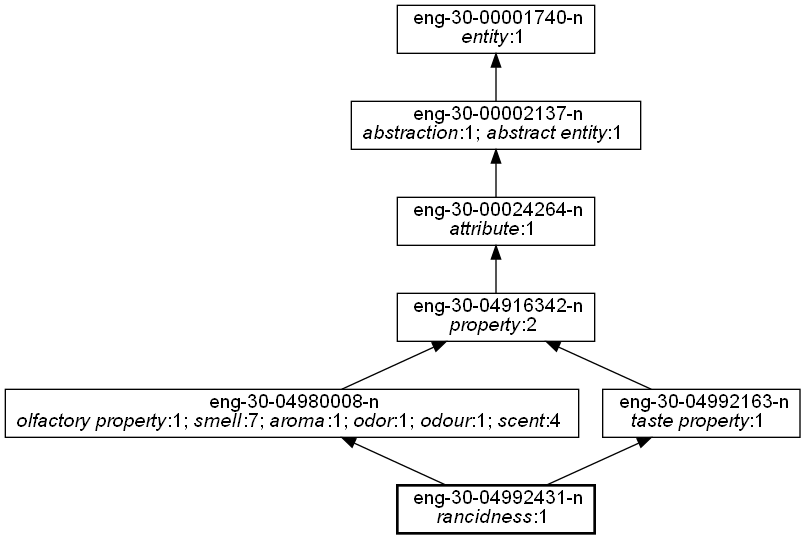 eng-30-00001740-n
entity:1
eng-30-00002137-n
abstraction:1; abstract entity:1
eng-30-00024264-n
attribute:1
eng-30-04916342-n
property:2
eng-30-04980008-n
olfactory property:1; smell:7; aroma:1; odor:1; odour:1; scent:4
eng-30-04992163-n
taste property:1
eng-30-04992431-n
rancidness:1